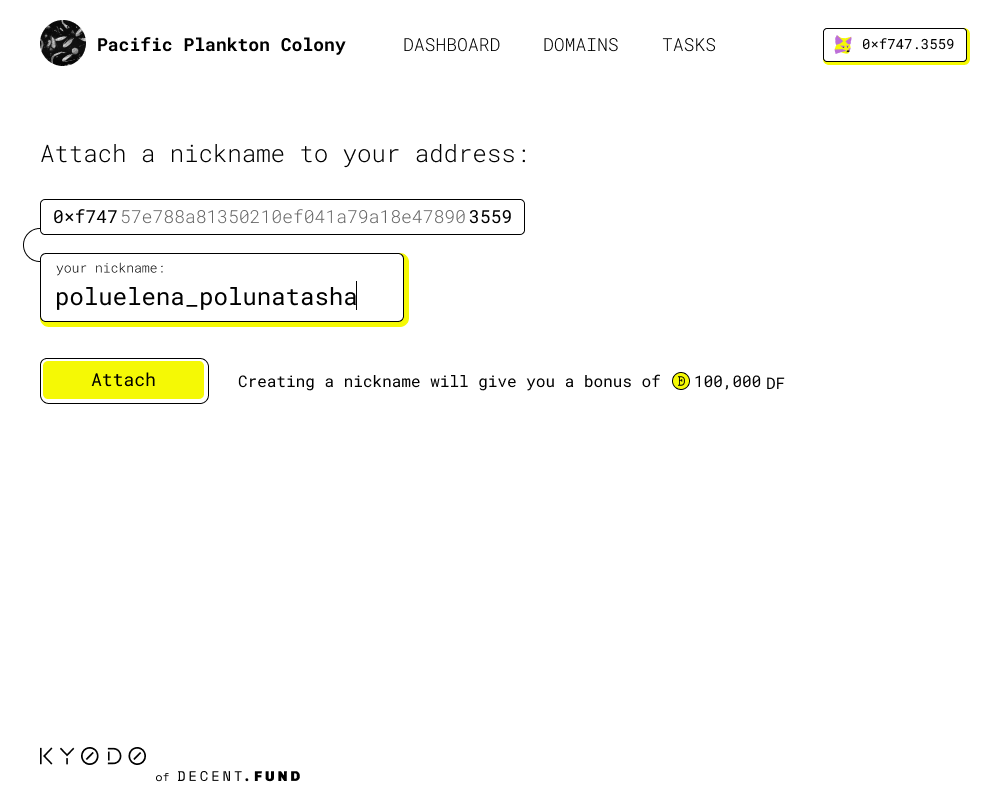 Pacific Plankton Colony DASHBOARD DOMAINS TASKS 0×f747.3559
Attach a nickname to your address:
0×f74757e788a81350210ef041a79a18e478903559
your nickname:
poluelena_polunatasha
Attach Creating a nickname will give you a bonus of 100,000 DF
KYODO
of DECENT.FUND